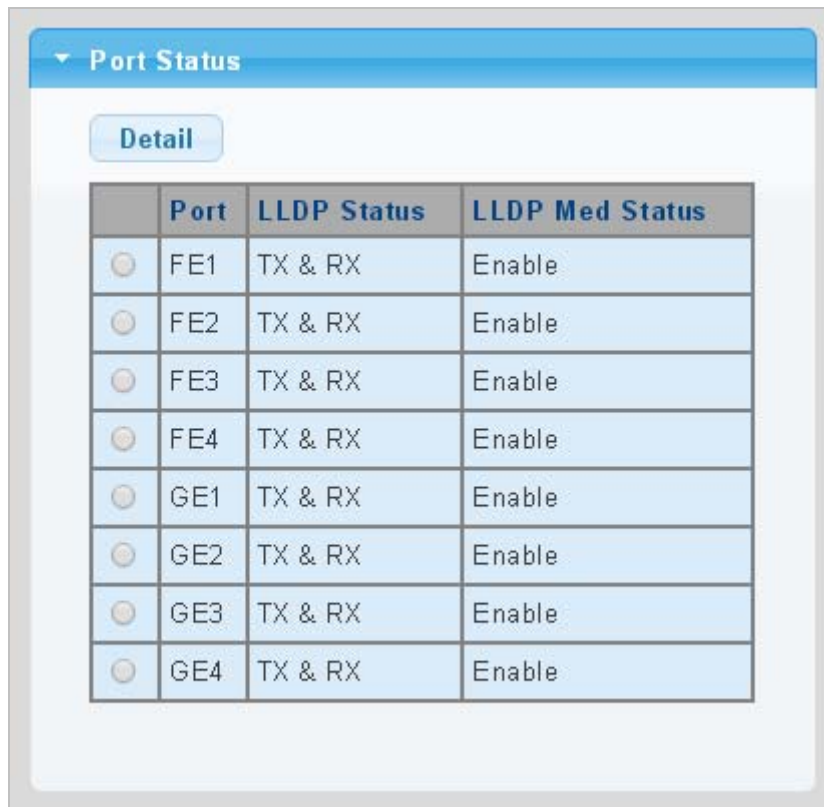 Port Status
Detail
Port LLDP Status LLDP Med Status
FE1 TX & RX Enable
FE2 TX & RX Enable
FE3 TX & RX Enable
FE4 TX & RX Enable
GE1 TX & RX Enable
GE2 TX & RX Enable
GE3 TX & RX Enable
GE4 TX & RX Enable